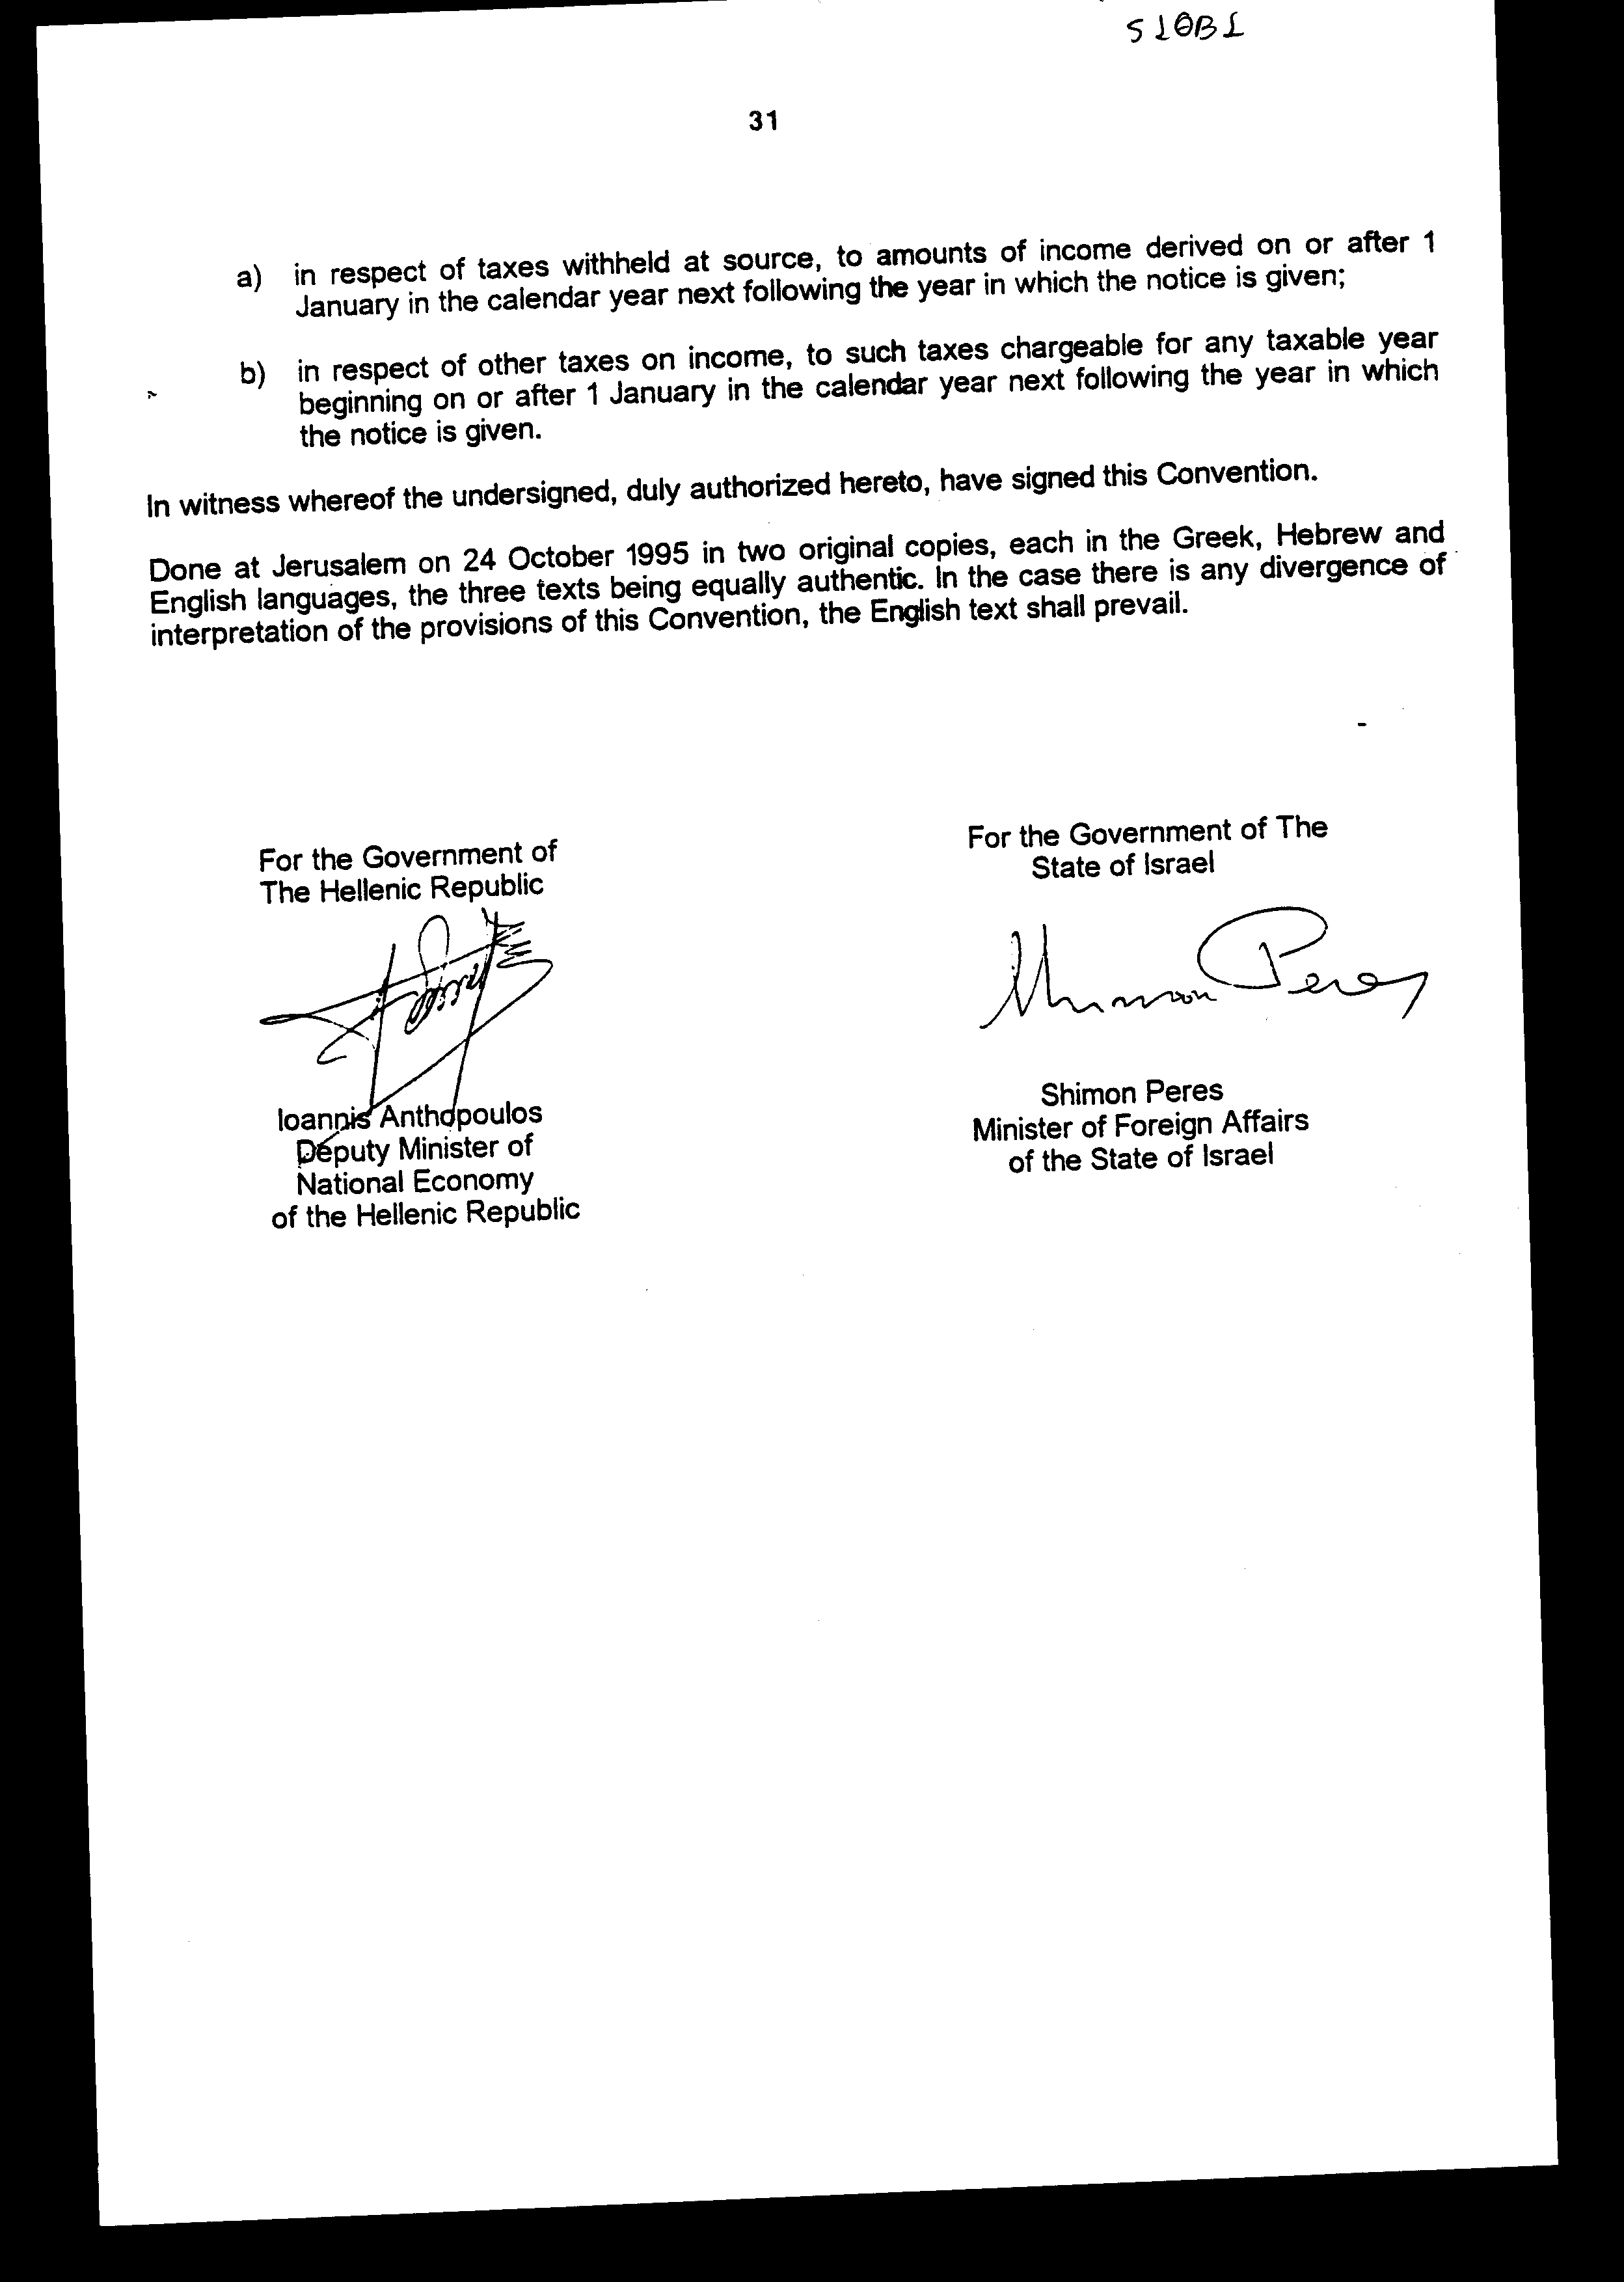 31
a) in respect of taxes withheld at source, to amounts of income derived on or after 1
January in the calendar year next following the year in which the notice is given;
b) in respect of other taxes on income, to such taxes chargeable for any taxable year
beginning on or after 1 January in the calendar year next following the year in which
the notice is given.
In witness whereof the undersigned, duly authorized hereto, have signed this Convention.
Done at Jerusalem on 24 October 1995 in two original copies, each in the Greek, Hebrew and
English languages, the three texts being equally authentic. In the case there is any divergence of
interpretation of the provisions of this Convention, the English text shall prevail.
For the Government of
The Hellenic Republic
Ioannis Anthopoulos
Deputy Minister of
National Economy
of the Hellenic Republic
For the Government of The
State of Israel
Shimon Peres
Shimon Peres
Minister of Foreign Affairs
of the State of Israel